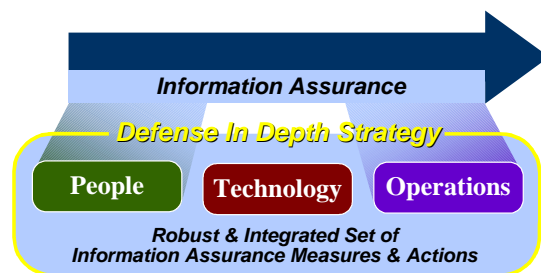 Information Assurance
Defense In Depth Strategy
People
Technology
Operations
Robust & Integrated Set of
Information Assurance Measures & Actions